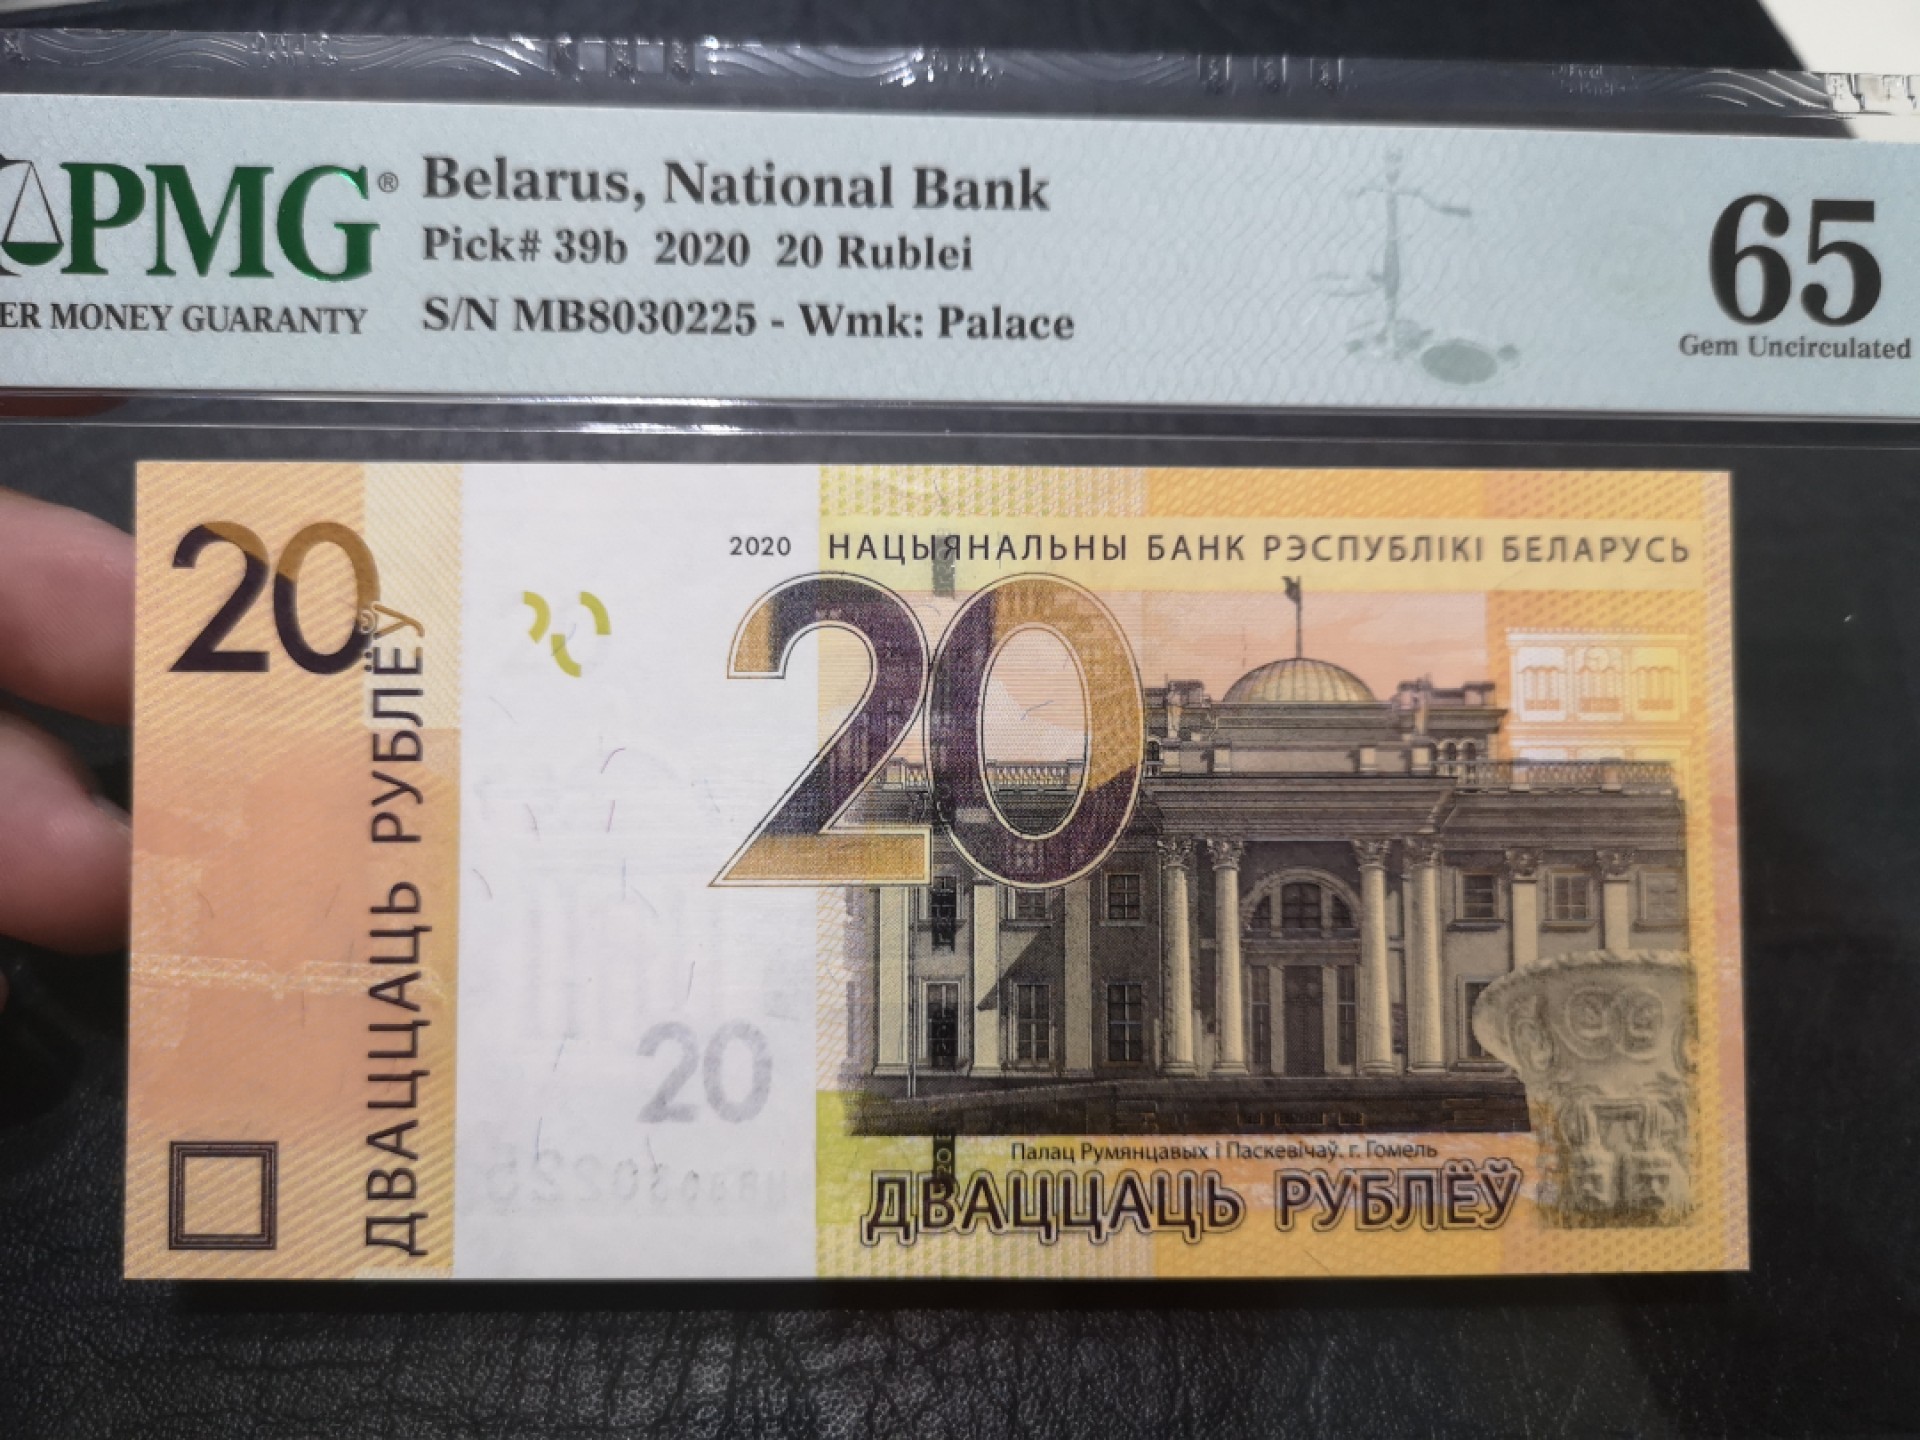 PMG®
ER MONEY GUARANTY
Belarus, National Bank
Pick# 39b 2020 20 Rublei
S/N MB8030225 - Wmk: Palace
65
Gem Uncirculated
20
ДВАЦЦАЦЬ РУБЛЁЎ
2020 НАЦЫЯНАЛЬНЫ БАНК РЭСПУБЛІКІ БЕЛАРУСЬ
20
20
Палац Румянцавых і Паскевічаў. г. Гомель
ДВАЦЦАЦЬ РУБЛЁЎ